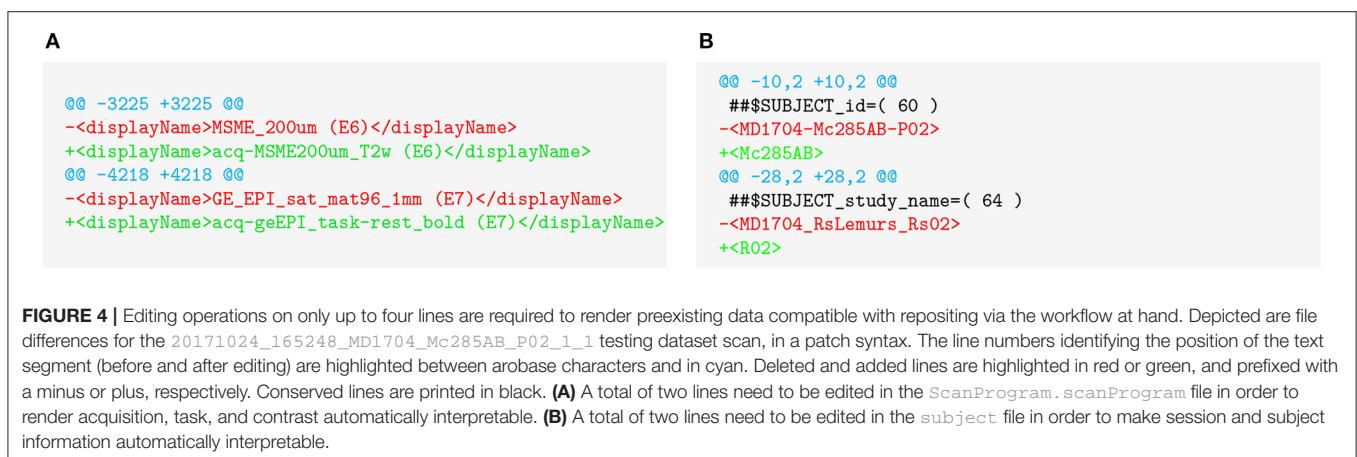 A
@@ -3225 +3225 @@
-<displayName>MSME_200um (E6)</displayName>
+<displayName>acq-MSME200um_T2w (E6)</displayName>
@@ -4218 +4218 @@
-<displayName>GE_EPI_sat_mat96_1mm (E7)</displayName>
+<displayName>acq-geEPI_task-rest_bold (E7)</displayName>
B
@@ -10,2 +10,2 @@
##$SUBJECT_id=( 60 )
-<MD1704-Mc285AB-P02>
+<Mc285AB>
@@ -28,2 +28,2 @@
##$SUBJECT_study_name=( 64 )
-<MD1704_RsLemurs_Rs02>
+<R02>
FIGURE 4 | Editing operations on only up to four lines are required to render preexisting data compatible with repositing via the workflow at hand. Depicted are file
differences for the 20171024_165248_MD1704_Mc285AB_P02_1_1 testing dataset scan, in a patch syntax. The line numbers identifying the position of the text
segment (before and after editing) are highlighted between arobase characters and in cyan. Deleted and added lines are highlighted in red or green, and prefixed with
a minus or plus, respectively. Conserved lines are printed in black. (A) A total of two lines need to be edited in the ScanProgram.scanProgram file in order to
render acquisition, task, and contrast automatically interpretable. (B) A total of two lines need to be edited in the subject file in order to make session and subject
information automatically interpretable.